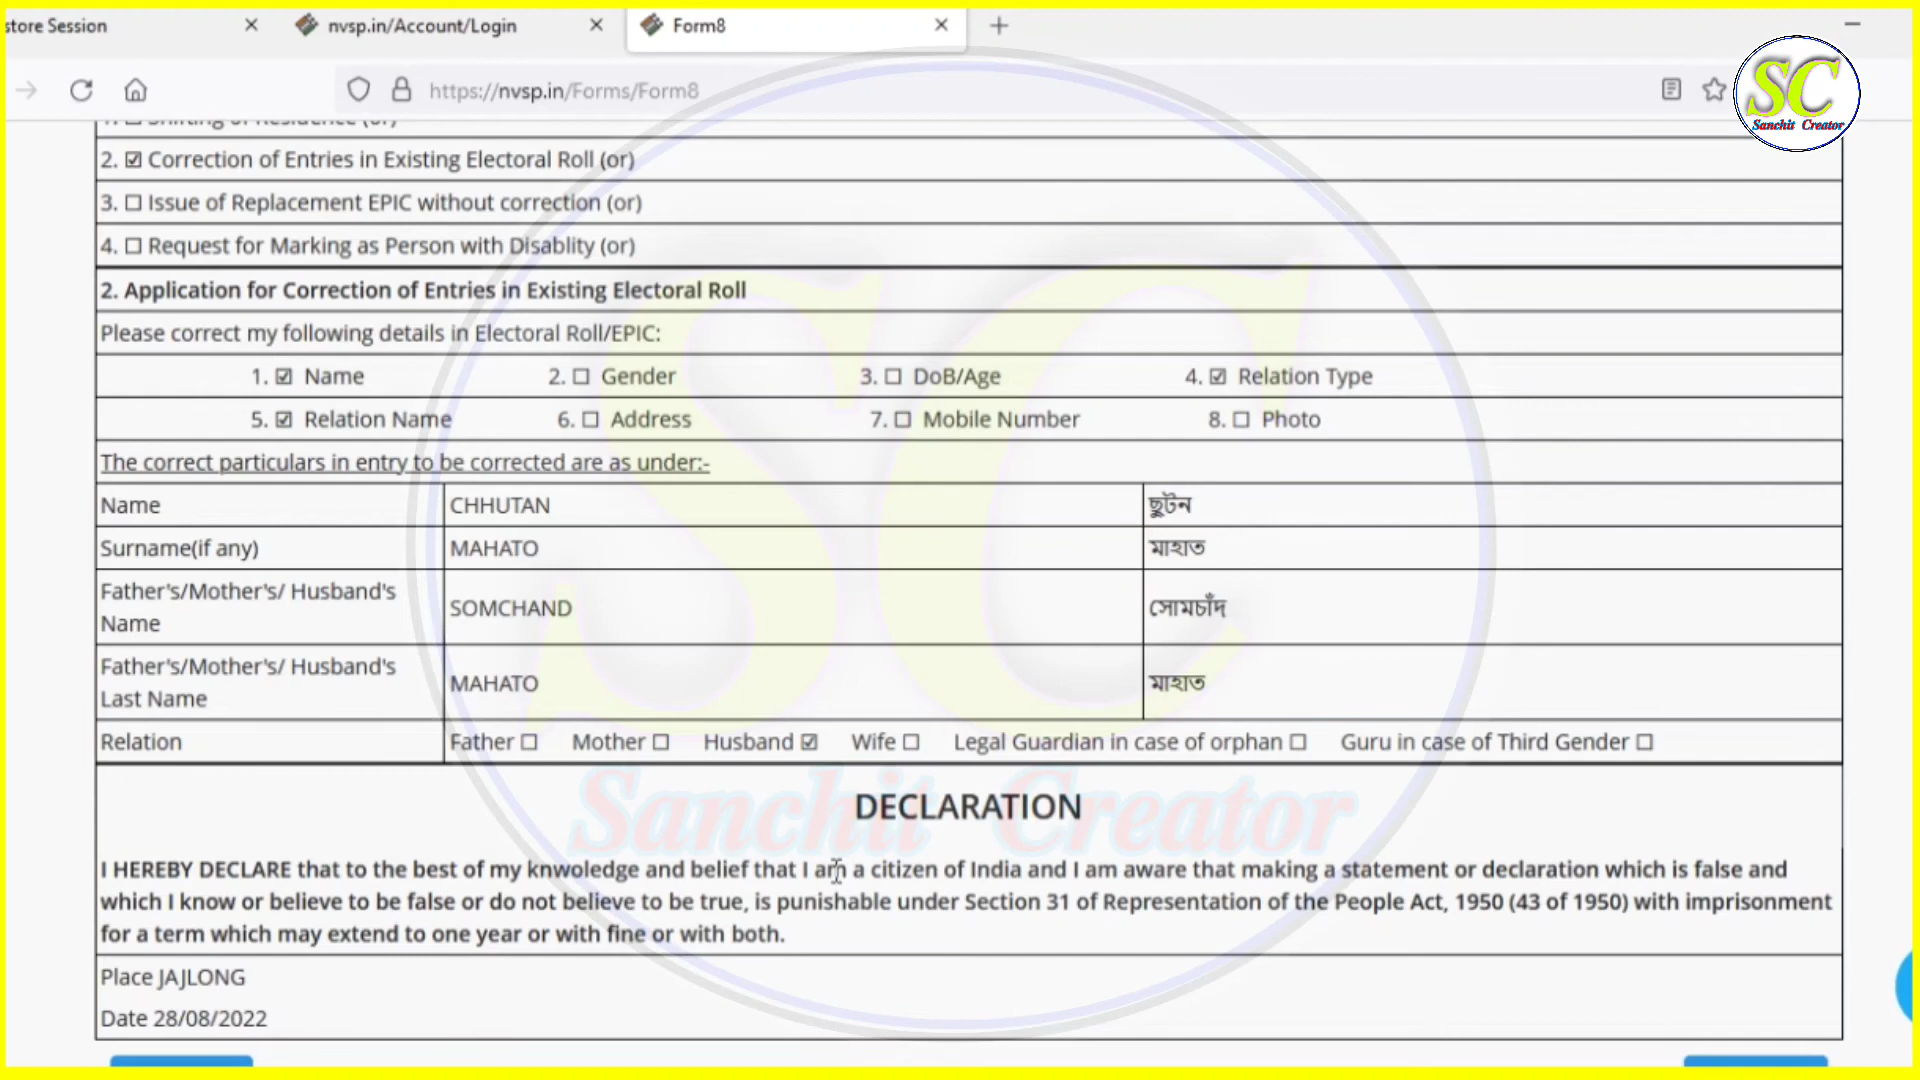 store Session
nvsp.in/Account/Login
Form8
https://nvsp.in/Forms/Form8
SC
Sanchit Creator
1. ☐ Shifting of Residence (or)
2. ☑ Correction of Entries in Existing Electoral Roll (or)
3. ☐ Issue of Replacement EPIC without correction (or)
4. ☐ Request for Marking as Person with Disablity (or)
2. Application for Correction of Entries in Existing Electoral Roll
Please correct my following details in Electoral Roll/EPIC:
1. ☑ Name 2. ☐ Gender 3. ☐ DoB/Age 4. ☑ Relation Type
5. ☑ Relation Name 6. ☐ Address 7. ☐ Mobile Number 8. ☐ Photo
The correct particulars in entry to be corrected are as under:-
Name CHHUTAN ছুটন
Surname(if any) MAHATO মাহাত
Father's/Mother's/ Husband's
Name SOMCHAND সোমচাঁদ
Father's/Mother's/ Husband's
Last Name MAHATO মাহাত
Relation Father ☐ Mother ☐ Husband ☑ Wife ☐ Legal Guardian in case of orphan ☐ Guru in case of Third Gender ☐
SC
Sanchit Creator
DECLARATION
I HEREBY DECLARE that to the best of my knwoledge and belief that I am a citizen of India and I am aware that making a statement or declaration which is false and
which I know or believe to be false or do not believe to be true, is punishable under Section 31 of Representation of the People Act, 1950 (43 of 1950) with imprisonment
for a term which may extend to one year or with fine or with both.
Place JAJLONG
Date 28/08/2022